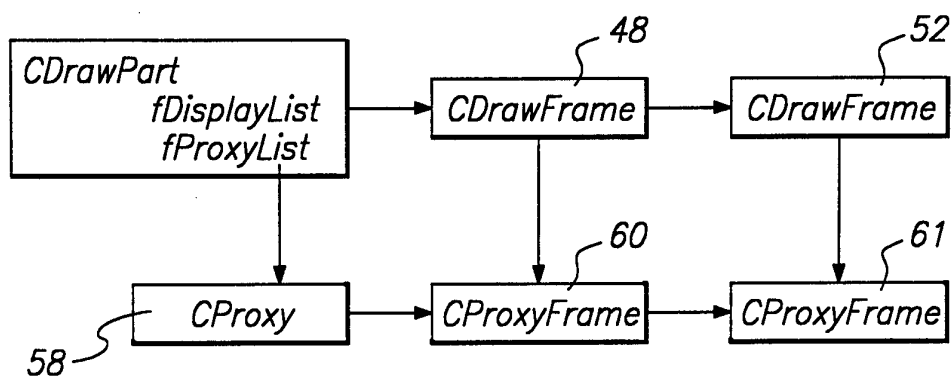 48
52
CDrawPart
fDisplayList
fProxyList
CDrawFrame
CDrawFrame
60
61
CProxy
CProxyFrame
CProxyFrame
58